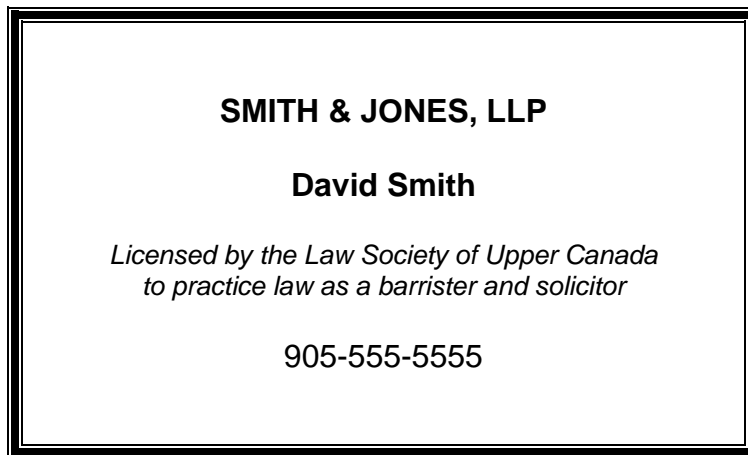 SMITH & JONES, LLP
David Smith
Licensed by the Law Society of Upper Canada
to practice law as a barrister and solicitor
905-555-5555